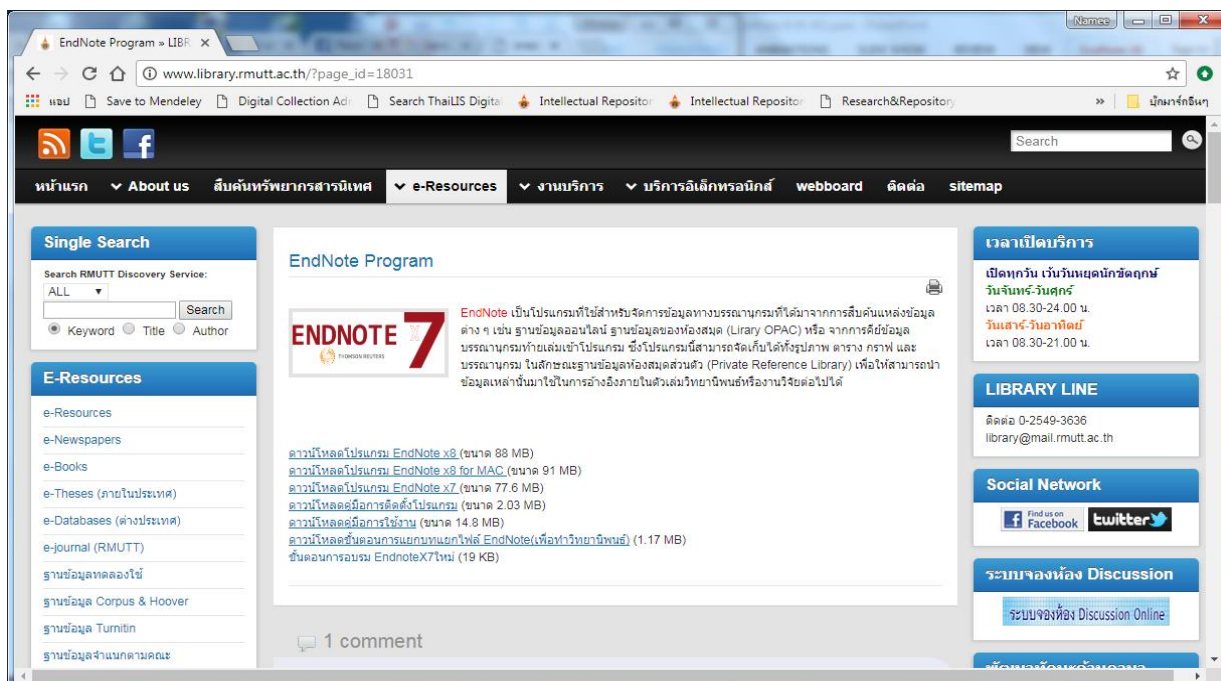 Namee
EndNote Program » LIBR
www.library.rmutt.ac.th/?page_id=18031
แอป Save to Mendeley Digital Collection Adr Search ThaiLIS Digital Intellectual Repositor Intellectual Repositor Research&Repository » บุ๊กมาร์กอื่นๆ
Search
หน้าแรก About us สืบค้นทรัพยากรสารนิเทศ e-Resources งานบริการ บริการอิเล็กทรอนิกส์ webboard ติดต่อ sitemap
Single Search
Search RMUTT Discovery Service:
ALL
Search
Keyword Title Author
E-Resources
e-Resources
e-Newspapers
e-Books
e-Theses (ภายในประเทศ)
e-Databases (ต่างประเทศ)
e-journal (RMUTT)
ฐานข้อมูลทดลองใช้
ฐานข้อมูล Corpus & Hoover
ฐานข้อมูล Turnitin
ฐานข้อมูลจำแนกตามคณะ
EndNote Program
ENDNOTE X7
THOMSON REUTERS
EndNote เป็นโปรแกรมที่ใช้สำหรับจัดการข้อมูลทางบรรณานุกรมที่ได้มาจากการสืบค้นแหล่งข้อมูล
ต่าง ๆ เช่น ฐานข้อมูลออนไลน์ ฐานข้อมูลของห้องสมุด (Lirary OPAC) หรือ จากการคีย์ข้อมูล
บรรณานุกรมท้ายเล่มเข้าโปรแกรม ซึ่งโปรแกรมนี้สามารถจัดเก็บได้ทั้งรูปภาพ ตาราง กราฟ และ
บรรณานุกรม ในลักษณะฐานข้อมูลห้องสมุดส่วนตัว (Private Reference Library) เพื่อให้สามารถนำ
ข้อมูลเหล่านั้นมาใช้ในการอ้างอิงภายในตัวเล่มวิทยานิพนธ์หรืองานวิจัยต่อไปได้
ดาวน์โหลดโปรแกรม EndNote x8 (ขนาด 88 MB)
ดาวน์โหลดโปรแกรม EndNote x8 for MAC (ขนาด 91 MB)
ดาวน์โหลดโปรแกรม EndNote x7 (ขนาด 77.6 MB)
ดาวน์โหลดคู่มือการติดตั้งโปรแกรม (ขนาด 2.03 MB)
ดาวน์โหลดคู่มือการใช้งาน (ขนาด 14.8 MB)
ดาวน์โหลดขั้นตอนการแยกบทแยกไฟล์ EndNote(เพื่อทำวิทยานิพนธ์) (1.17 MB)
ขั้นตอนการอบรม EndnoteX7ใหม่ (19 KB)
1 comment
เวลาเปิดบริการ
เปิดทุกวัน เว้นวันหยุดนักขัตฤกษ์
วันจันทร์-วันศุกร์
เวลา 08.30-24.00 น.
วันเสาร์-วันอาทิตย์
เวลา 08.30-21.00 น.
LIBRARY LINE
ติดต่อ 0-2549-3636
library@mail.rmutt.ac.th
Social Network
Find us on
Facebook
twitter
ระบบจองห้อง Discussion
ระบบจองห้อง Discussion Online